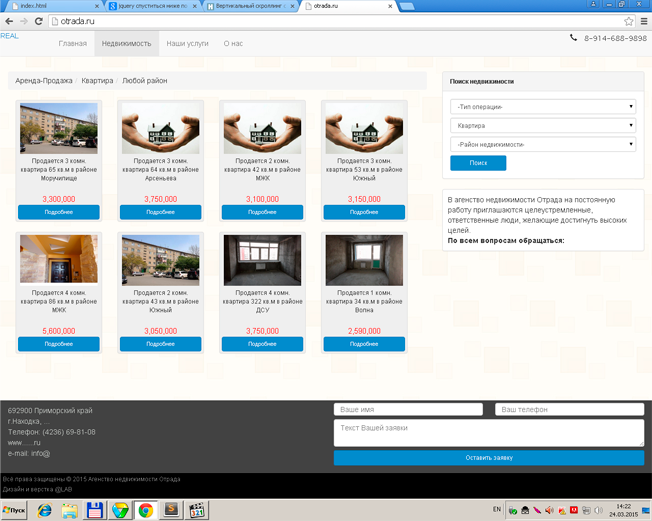 index.html
jquery спуститься ниже по
Вертикальный скроллинг
otrada.ru
otrada.ru
REAL
Главная
Недвижимость
Наши услуги
О нас
8-914-688-9898
Аренда-Продажа / Квартира / Любой район
Продается 3 комн.
квартира 65 кв.м в районе
Моручилище
3,300,000
Подробнее
Продается 3 комн.
квартира 64 кв.м в районе
Арсеньева
3,750,000
Подробнее
Продается 2 комн.
квартира 42 кв.м в районе
МЖК
3,100,000
Подробнее
Продается 3 комн.
квартира 53 кв.м в районе
Южный
3,150,000
Подробнее
Продается 4 комн.
квартира 86 кв.м в районе
МЖК
5,600,000
Подробнее
Продается 2 комн.
квартира 43 кв.м в районе
Южный
3,050,000
Подробнее
Продается 4 комн.
квартира 322 кв.м в районе
ДСУ
3,750,000
Подробнее
Продается 1 комн.
квартира 34 кв.м в районе
Волна
2,590,000
Подробнее
Поиск недвижимости
-Тип операции-
Квартира
-Район недвижимости-
Поиск
В агенство недвижимости Отрада на постоянную
работу приглашаются целеустремленные,
ответственные люди, желающие достигнуть высоких
целей.
По всем вопросам обращаться:
692900 Приморский край
г.Находка, ...
Телефон: (4236) 69-81-08
www......ru
e-mail: info@
Ваше имя
Ваш телефон
Текст Вашей заявки
Оставить заявку
Все права защищены © 2015 Агенство недвижимости Отрада
Дизайн и верстка @LAB
Пуск
EN
14:22
24.03.2015